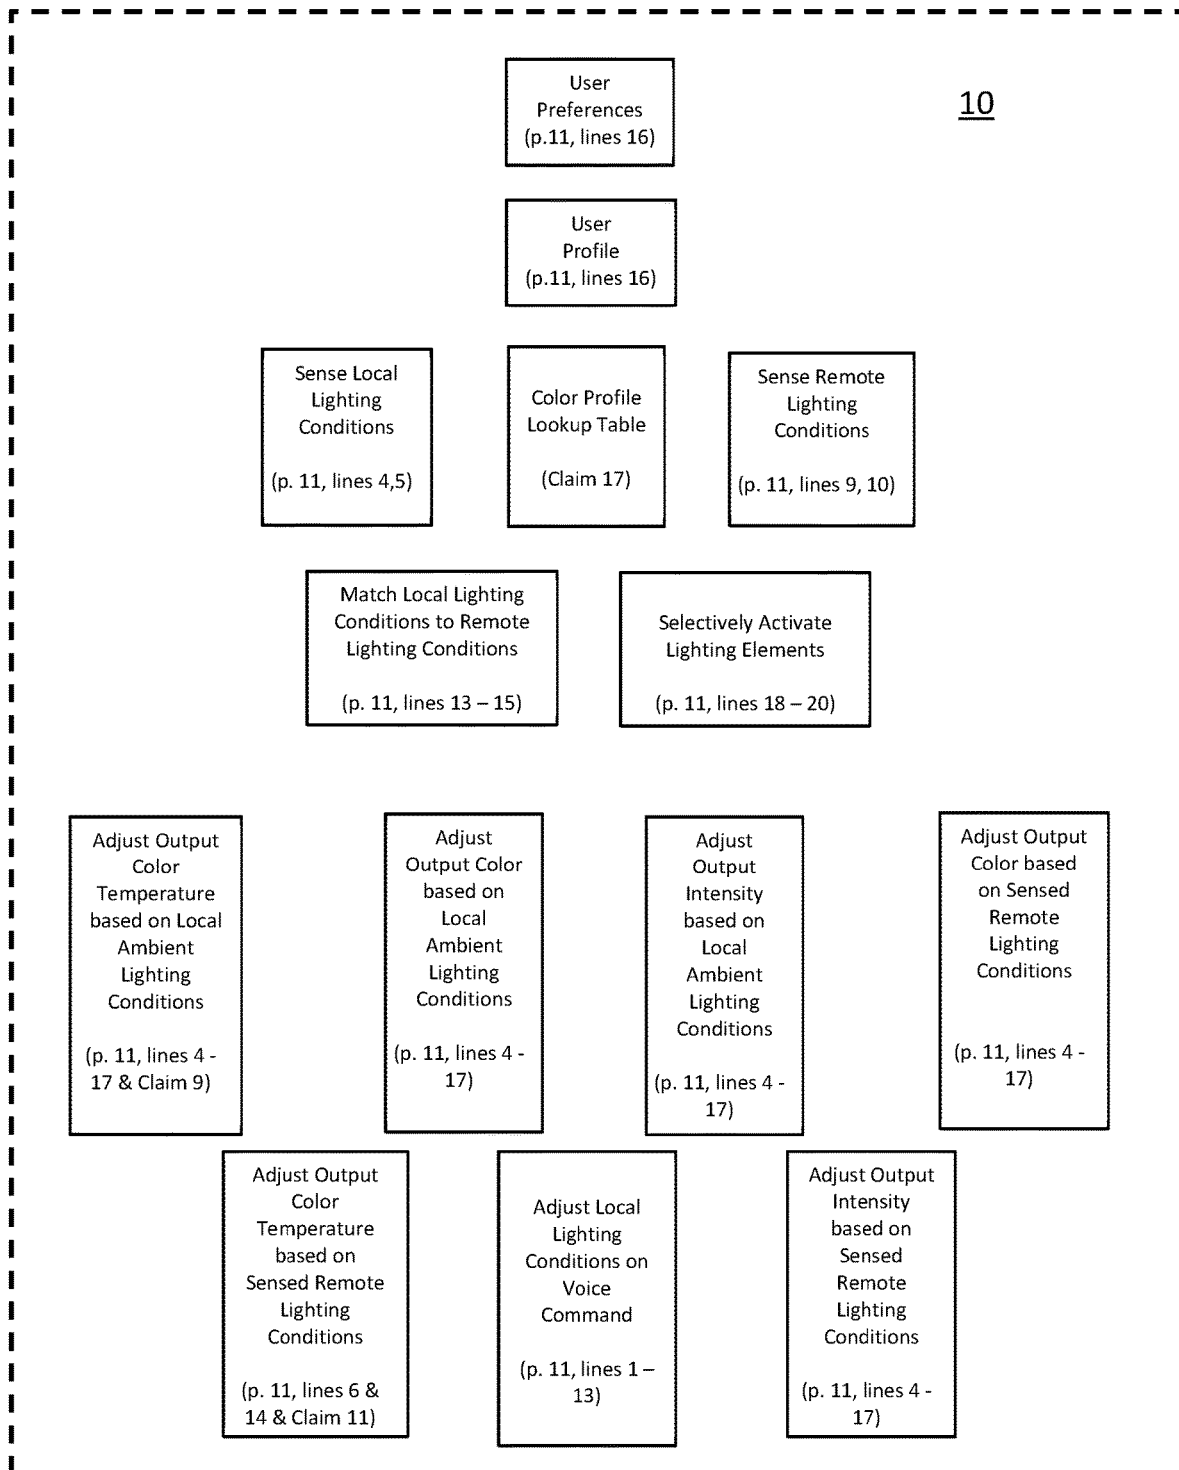 10
User
Preferences
(p.11, lines 16)
User
Profile
(p.11, lines 16)
Sense Local
Lighting
Conditions
(p. 11, lines 4,5)
Color Profile
Lookup Table
(Claim 17)
Sense Remote
Lighting
Conditions
(p. 11, lines 9, 10)
Match Local Lighting
Conditions to Remote
Lighting Conditions
(p. 11, lines 13 – 15)
Selectively Activate
Lighting Elements
(p. 11, lines 18 – 20)
Adjust Output
Color
Temperature
based on Local
Ambient
Lighting
Conditions
(p. 11, lines 4 -
17 & Claim 9)
Adjust
Output Color
based on
Local
Ambient
Lighting
Conditions
(p. 11, lines 4 -
17)
Adjust
Output
Intensity
based on
Local
Ambient
Lighting
Conditions
(p. 11, lines 4 -
17)
Adjust Output
Color based
on Sensed
Remote
Lighting
Conditions
(p. 11, lines 4 -
17)
Adjust Output
Color
Temperature
based on
Sensed Remote
Lighting
Conditions
(p. 11, lines 6 &
14 & Claim 11)
Adjust Local
Lighting
Conditions on
Voice
Command
(p. 11, lines 1 –
13)
Adjust Output
Intensity
based on
Sensed
Remote
Lighting
Conditions
(p. 11, lines 4 -
17)